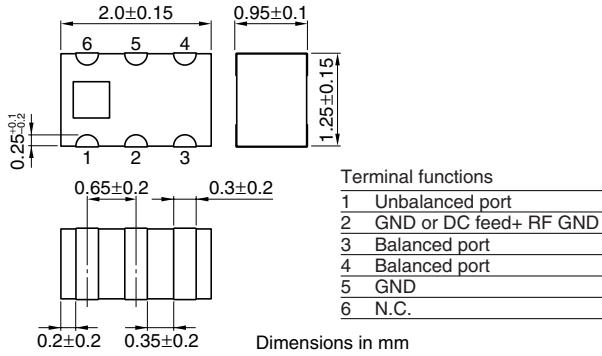 2.0±0.15
0.95±0.1
6 5 4
1.25±0.15
0.25+0.1 −0.2
1 2 3
0.65±0.2
0.3±0.2
0.2±0.2
0.35±0.2
Dimensions in mm
Terminal functions
1 Unbalanced port
2 GND or DC feed+ RF GND
3 Balanced port
4 Balanced port
5 GND
6 N.C.